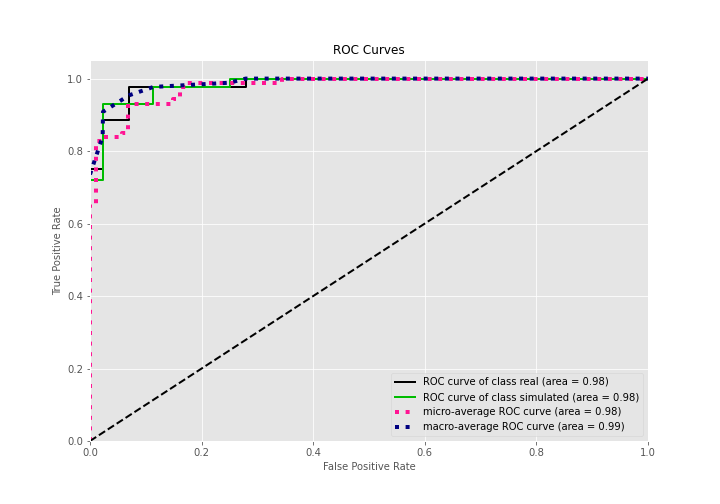 ROC Curves
True Positive Rate
1.0
0.8
0.6
0.4
0.2
0.0
0.0
0.2
0.4
0.6
0.8
1.0
False Positive Rate
ROC curve of class real (area = 0.98)
ROC curve of class simulated (area = 0.98)
micro-average ROC curve (area = 0.98)
macro-average ROC curve (area = 0.99)